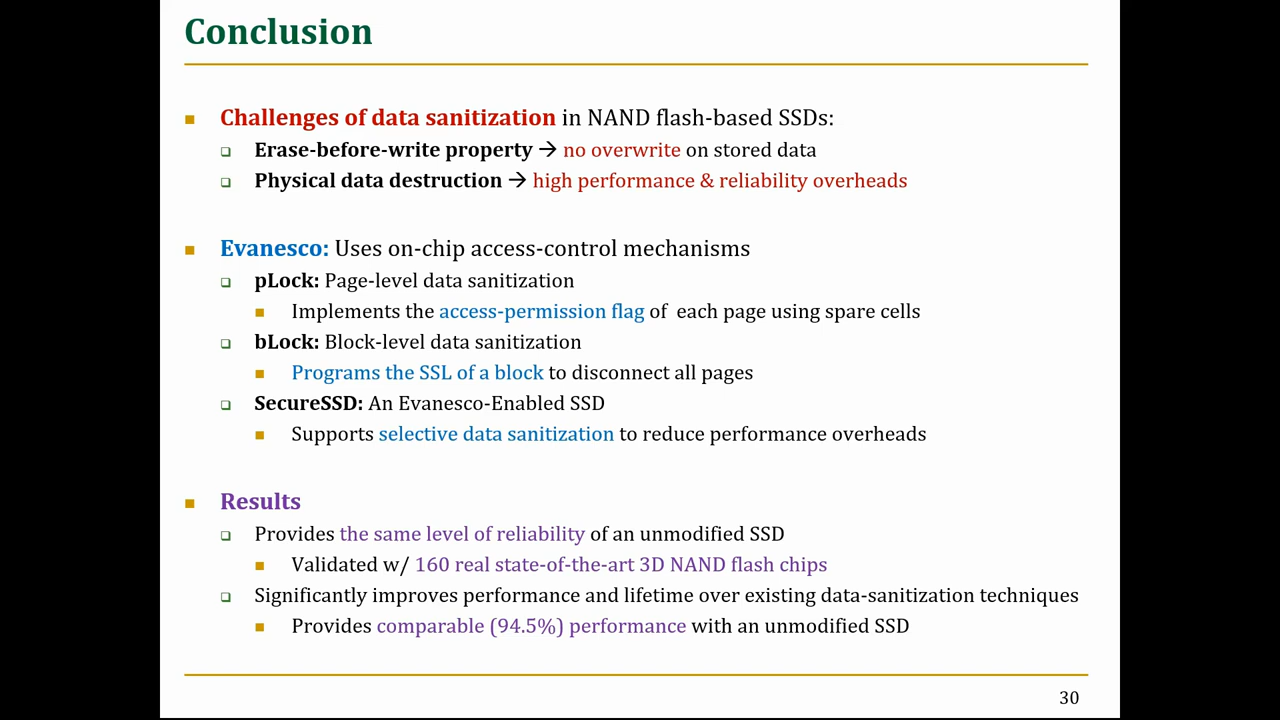 Conclusion
Challenges of data sanitization in NAND flash-based SSDs:
Erase-before-write property → no overwrite on stored data
Physical data destruction → high performance & reliability overheads
Evanesco: Uses on-chip access-control mechanisms
pLock: Page-level data sanitization
Implements the access-permission flag of each page using spare cells
bLock: Block-level data sanitization
Programs the SSL of a block to disconnect all pages
SecureSSD: An Evanesco-Enabled SSD
Supports selective data sanitization to reduce performance overheads
Results
Provides the same level of reliability of an unmodified SSD
Validated w/ 160 real state-of-the-art 3D NAND flash chips
Significantly improves performance and lifetime over existing data-sanitization techniques
Provides comparable (94.5%) performance with an unmodified SSD
30